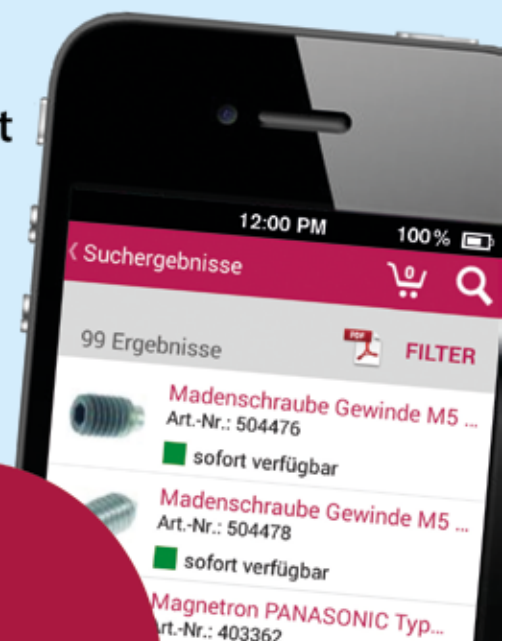 t
12:00 PM 100%
Suchergebnisse 0
99 Ergebnisse PDF FILTER
Madenschraube Gewinde M5 ...
Art.-Nr.: 504476
sofort verfügbar
Madenschraube Gewinde M5 ...
Art.-Nr.: 504478
sofort verfügbar
Magnetron PANASONIC Typ...
Art.-Nr.: 403362